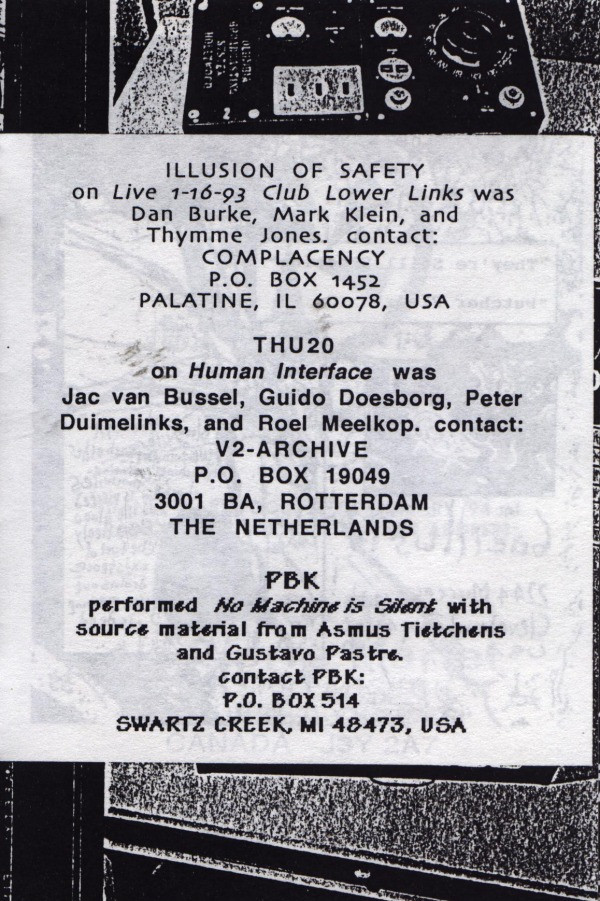 ILLUSION OF SAFETY
on Live 1-16-93 Club Lower Links was
Dan Burke, Mark Klein, and
Thymme Jones. contact:
COMPLACENCY
P.O. BOX 1452
PALATINE, IL 60078, USA
THU20
on Human Interface was
Jac van Bussel, Guido Doesborg, Peter
Duimelinks, and Roel Meelkop. contact:
V2-ARCHIVE
P.O. BOX 19049
3001 BA, ROTTERDAM
THE NETHERLANDS
PBK
performed No Machine is Silent with
source material from Asmus Tietchens
and Gustavo Pastre.
contact PBK:
P.O. BOX 514
SWARTZ CREEK, MI 48473, USA
CANADA J9Y 2A7